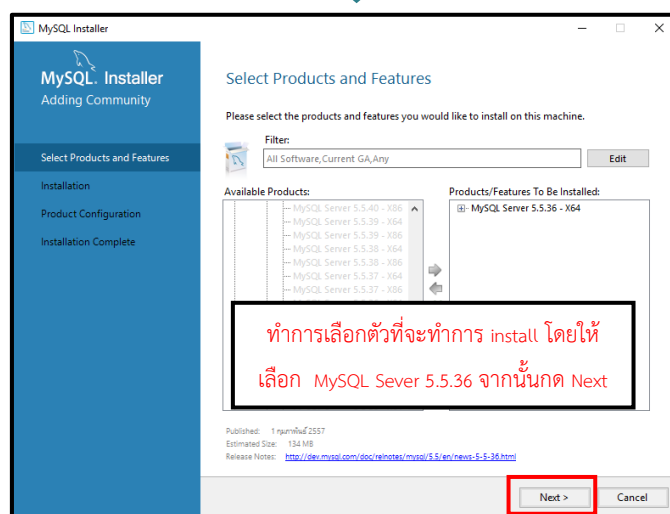 MySQL Installer
MySQL. Installer
Adding Community
Select Products and Features
Installation
Product Configuration
Installation Complete
Select Products and Features
Please select the products and features you would like to install on this machine.
Filter:
All Software,Current GA,Any
Edit
Available Products:
MySQL Server 5.5.40 - X86
MySQL Server 5.5.39 - X64
MySQL Server 5.5.39 - X86
MySQL Server 5.5.38 - X64
MySQL Server 5.5.38 - X86
MySQL Server 5.5.37 - X64
MySQL Server 5.5.37 - X86
Products/Features To Be Installed:
MySQL Server 5.5.36 - X64
ทำการเลือกตัวที่จะทำการ install โดยให้
เลือก MySQL Sever 5.5.36 จากนั้นกด Next
Published: 1 กุมภาพันธ์ 2557
Estimated Size: 134 MB
Release Notes: http://dev.mysql.com/doc/relnotes/mysql/5.5/en/news-5-5-36.html
Next >
Cancel